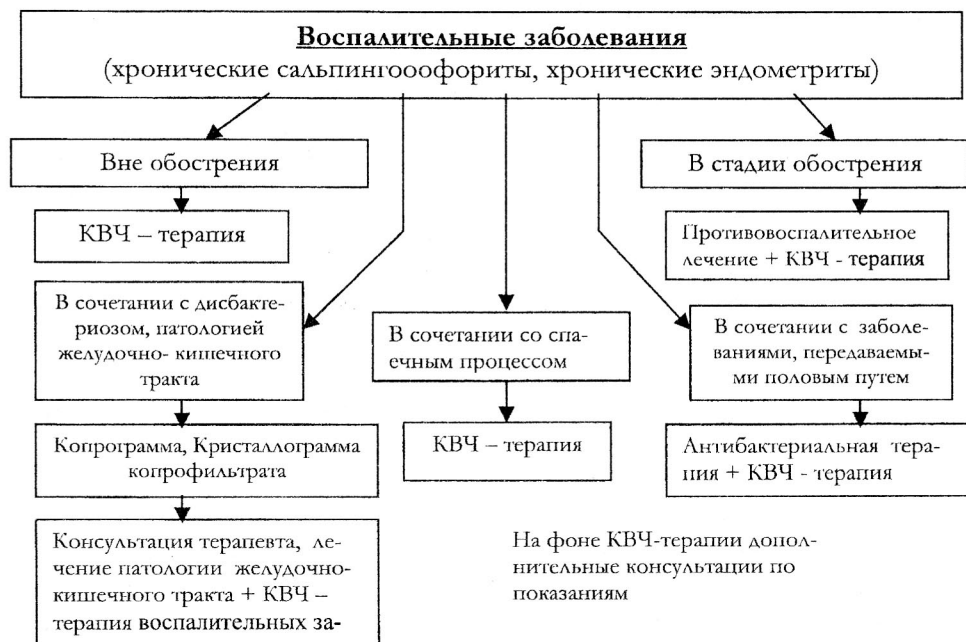 Воспалительные заболевания
(хронические сальпингооофориты, хронические эндометриты)
Вне обострения
КВЧ – терапия
В стадии обострения
Противовоспалительное
лечение + КВЧ - терапия
В сочетании с дисбакте-
риозом, патологией
желудочно- кишечного
тракта
Копрограмма, Кристаллограмма
копрофильтрата
Консультация терапевта, ле-
чение патологии желудочно-
кишечного тракта + КВЧ –
терапия воспалительных за-
В сочетании со спа-
ечным процессом
КВЧ – терапия
В сочетании с заболе-
ваниями, передаваемы-
ми половым путем
Антибактериальная тера-
пия + КВЧ - терапия
На фоне КВЧ-терапии допол-
нительные консультации по
показаниям